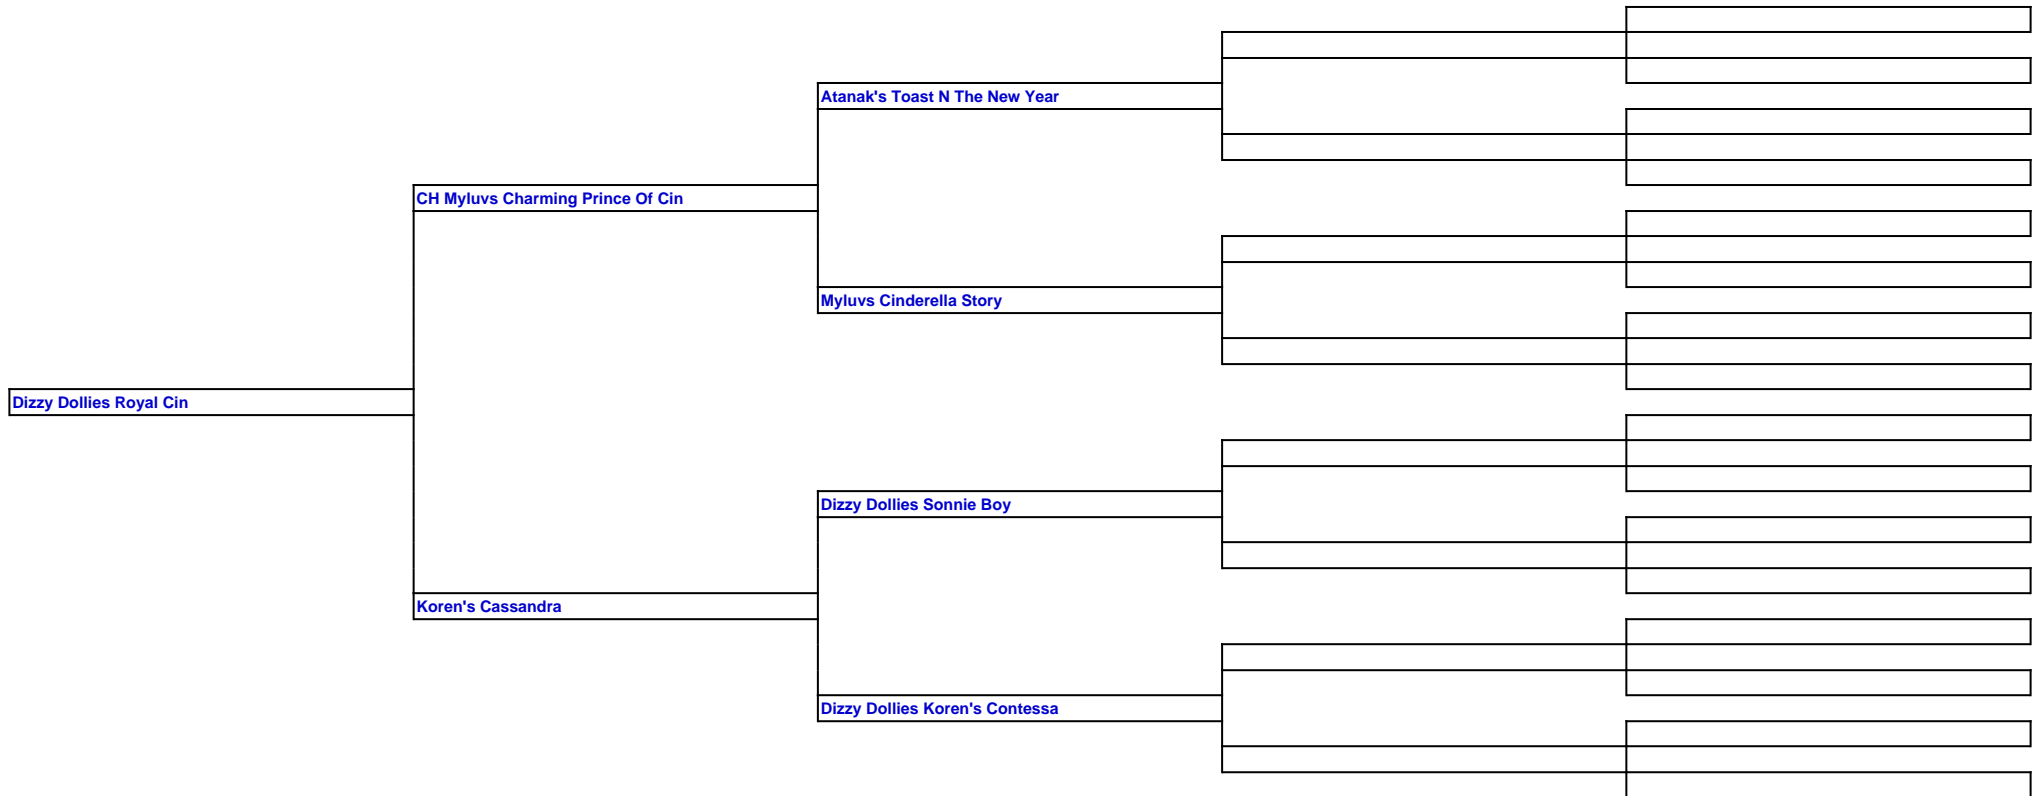 Atanak's Toast N The New Year
CH Myluvs Charming Prince Of Cin
Myluvs Cinderella Story
Dizzy Dollies Royal Cin
Dizzy Dollies Sonnie Boy
Koren's Cassandra
Dizzy Dollies Koren's Contessa